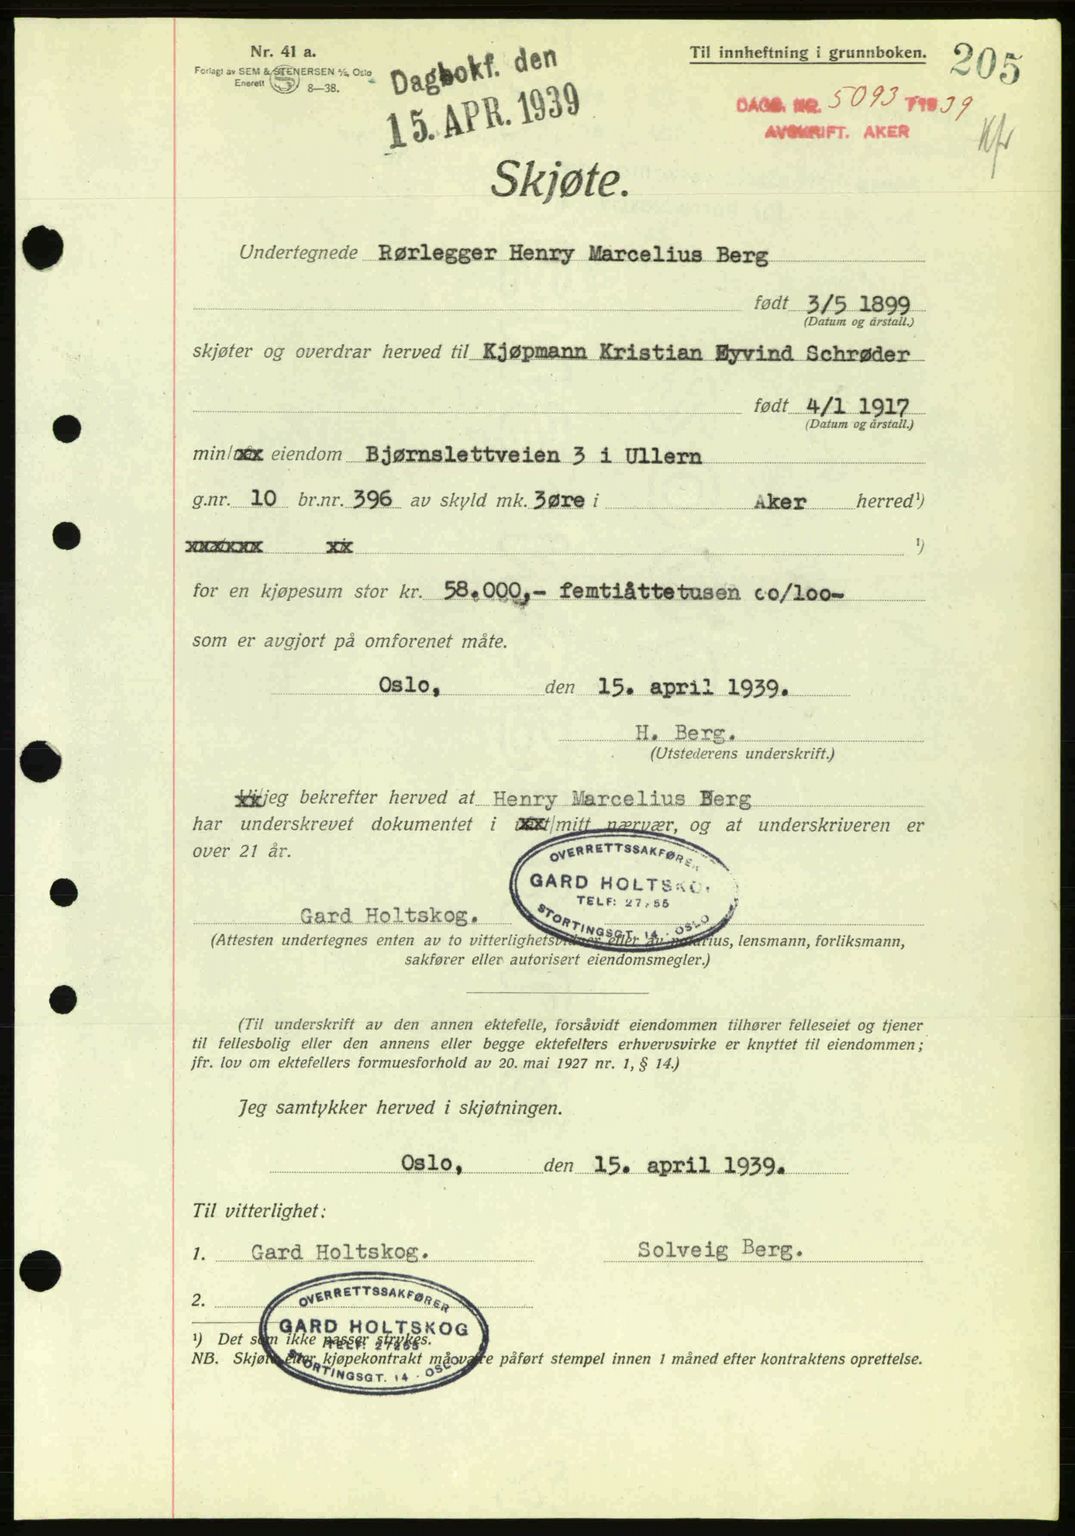 Nr. 41 a.
Forlagt av SEM & STENERSEN A/S, Oslo
Enerett 8—38.
Dagbokf. den
15. APR. 1939
Til innheftning i grunnboken.
205
DAGB. NR. 5093 / 1939
AVSKRIFT. AKER
Skjøte.
Undertegnede Rørlegger Henry Marcelius Berg
født 3/5 1899
(Datum og årstall.)
skjøter og overdrar herved til Kjøpmann Kristian Eyvind Schrøder
født 4/1 1917
(Datum og årstall.)
min/xxx eiendom Bjørnslettveien 3 i Ullern
g.nr. 10 br.nr. 396 av skyld mk. 3øre i Aker herred¹)
xxxxxxx xx ¹)
for en kjøpesum stor kr. 58.000,- femtiåttetusen oo/loo-
som er avgjort på omforenet måte.
Oslo, den 15. april 1939.
H. Berg.
(Utstederens underskrift.)
xx/jeg bekrefter herved at Henry Marcelius Berg
har underskrevet dokumentet i xxx/mitt nærvær, og at underskriveren er
over 21 år.
OVERRETTSSAKFØRER
GARD HOLTSKOG
TELF: 27255
STORTINGSGT. 14 - OSLO
Gard Holtskog.
(Attesten undertegnes enten av to vitterlighetsvidner eller av notarius, lensmann, forliksmann,
sakfører eller autorisert eiendomsmegler.)
(Til underskrift av den annen ektefelle, forsåvidt eiendommen tilhører felleseiet og tjener
til fellesbolig eller den annens eller begge ektefellers erhvervsvirke er knyttet til eiendommen;
jfr. lov om ektefellers formuesforhold av 20. mai 1927 nr. 1, § 14.)
Jeg samtykker herved i skjøtningen.
Oslo, den 15. april 1939.
Til vitterlighet:
1. Gard Holtskog. Solveig Berg.
2.
OVERRETTSSAKFØRER
GARD HOLTSKOG
TELF: 27255
STORTINGSGT. 14 - OSLO
¹) Det som ikke passer strykes.
NB. Skjøte eller kjøpekontrakt må være påført stempel innen 1 måned efter kontraktens oprettelse.